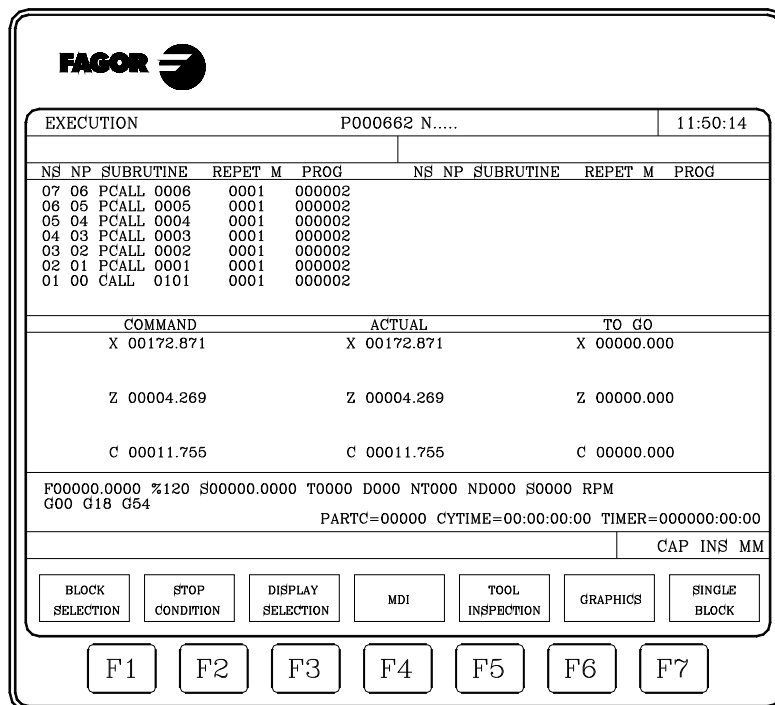 FAGOR
EXECUTION P000662 N..... 11:50:14
NS NP SUBRUTINE REPET M PROG NS NP SUBRUTINE REPET M PROG
07 06 PCALL 0006 0001 000002
06 05 PCALL 0005 0001 000002
05 04 PCALL 0004 0001 000002
04 03 PCALL 0003 0001 000002
03 02 PCALL 0002 0001 000002
02 01 PCALL 0001 0001 000002
01 00 CALL 0101 0001 000002
COMMAND ACTUAL TO GO
X 00172.871 X 00172.871 X 00000.000
Z 00004.269 Z 00004.269 Z 00000.000
C 00011.755 C 00011.755 C 00000.000
F00000.0000 %120 S00000.0000 T0000 D000 NT000 ND000 S0000 RPM
G00 G18 G54
PARTC=00000 CYTIME=00:00:00:00 TIMER=000000:00:00
CAP INS MM
BLOCK SELECTION
STOP CONDITION
DISPLAY SELECTION
MDI
TOOL INSPECTION
GRAPHICS
SINGLE BLOCK
F1 F2 F3 F4 F5 F6 F7